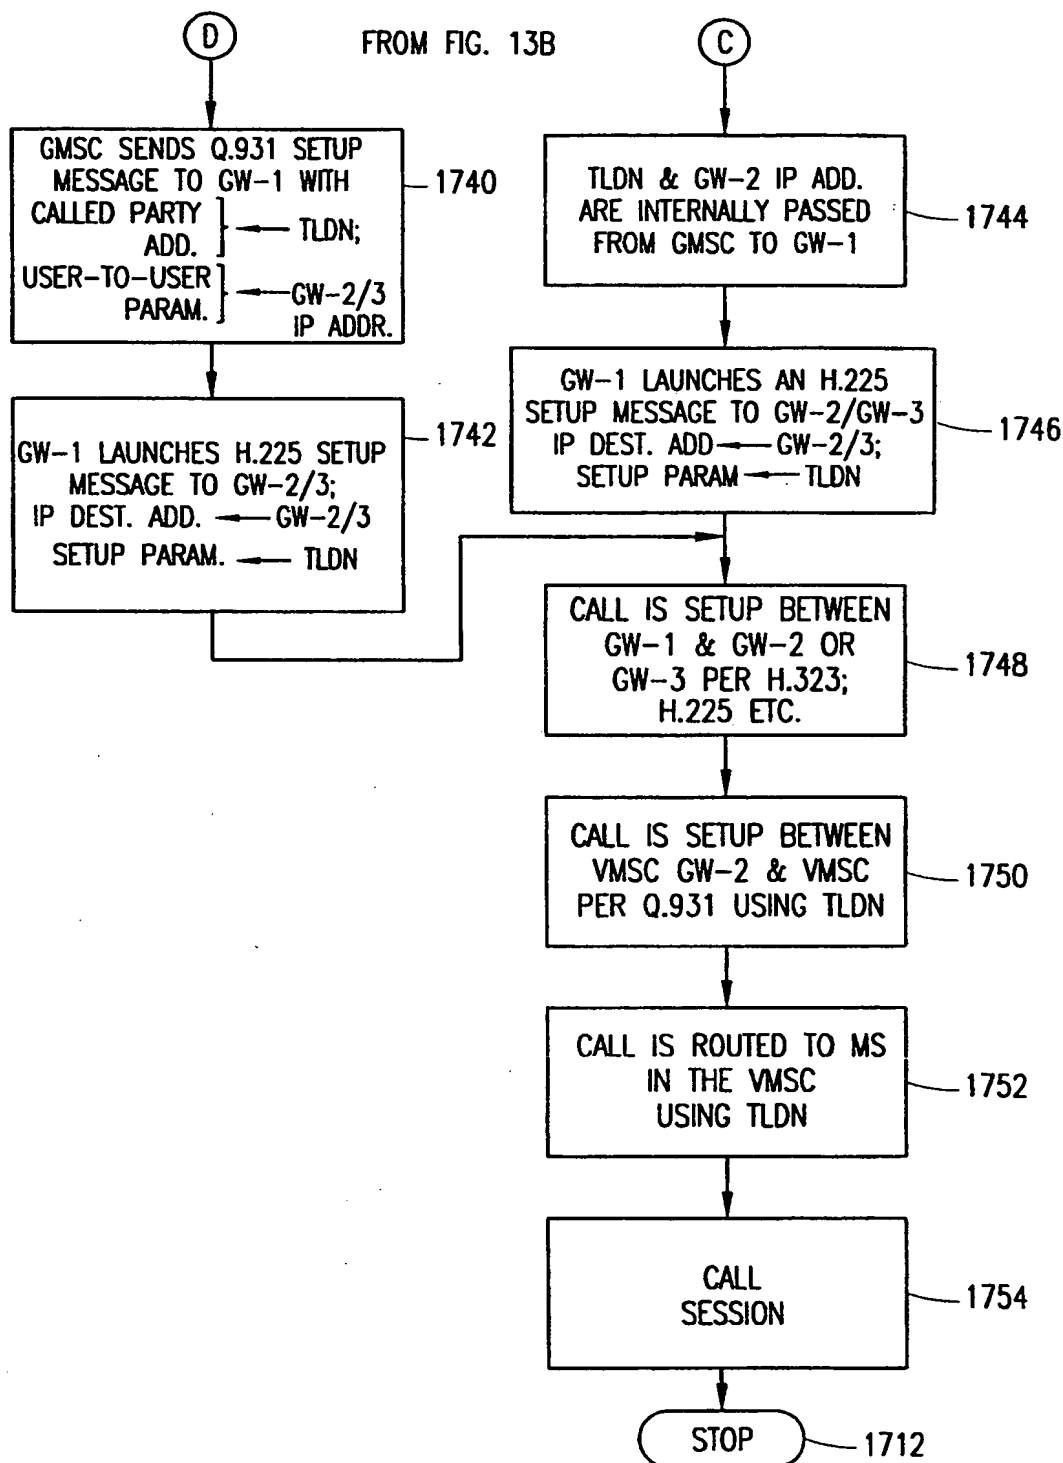 D
FROM FIG. 13B
C
GMSC SENDS Q.931 SETUP
MESSAGE TO GW-1 WITH
CALLED PARTY
ADD.
TLDN;
USER-TO-USER
PARAM.
GW-2/3
IP ADDR.
1740
GW-1 LAUNCHES H.225 SETUP
MESSAGE TO GW-2/3;
IP DEST. ADD. ← GW-2/3
SETUP PARAM. ← TLDN
1742
TLDN & GW-2 IP ADD.
ARE INTERNALLY PASSED
FROM GMSC TO GW-1
1744
GW-1 LAUNCHES AN H.225
SETUP MESSAGE TO GW-2/GW-3
IP DEST. ADD ← GW-2/3;
SETUP PARAM ← TLDN
1746
CALL IS SETUP BETWEEN
GW-1 & GW-2 OR
GW-3 PER H.323;
H.225 ETC.
1748
CALL IS SETUP BETWEEN
VMSC GW-2 & VMSC
PER Q.931 USING TLDN
1750
CALL IS ROUTED TO MS
IN THE VMSC
USING TLDN
1752
CALL
SESSION
1754
STOP
1712